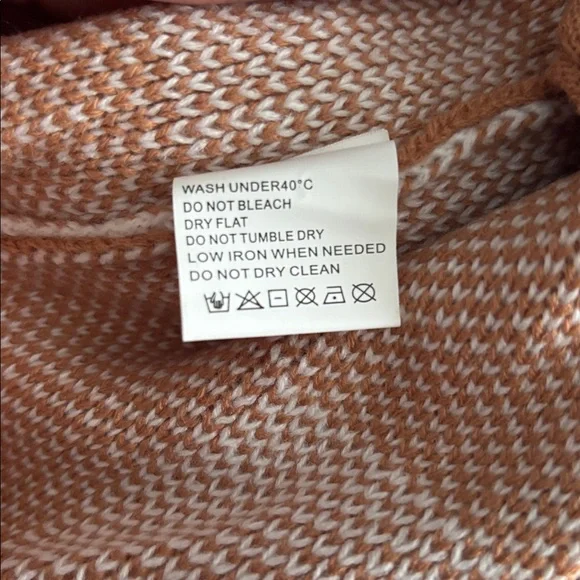 WASH UNDER40°C
DO NOT BLEACH
DRY FLAT
DO NOT TUMBLE DRY
LOW IRON WHEN NEEDED
DO NOT DRY CLEAN